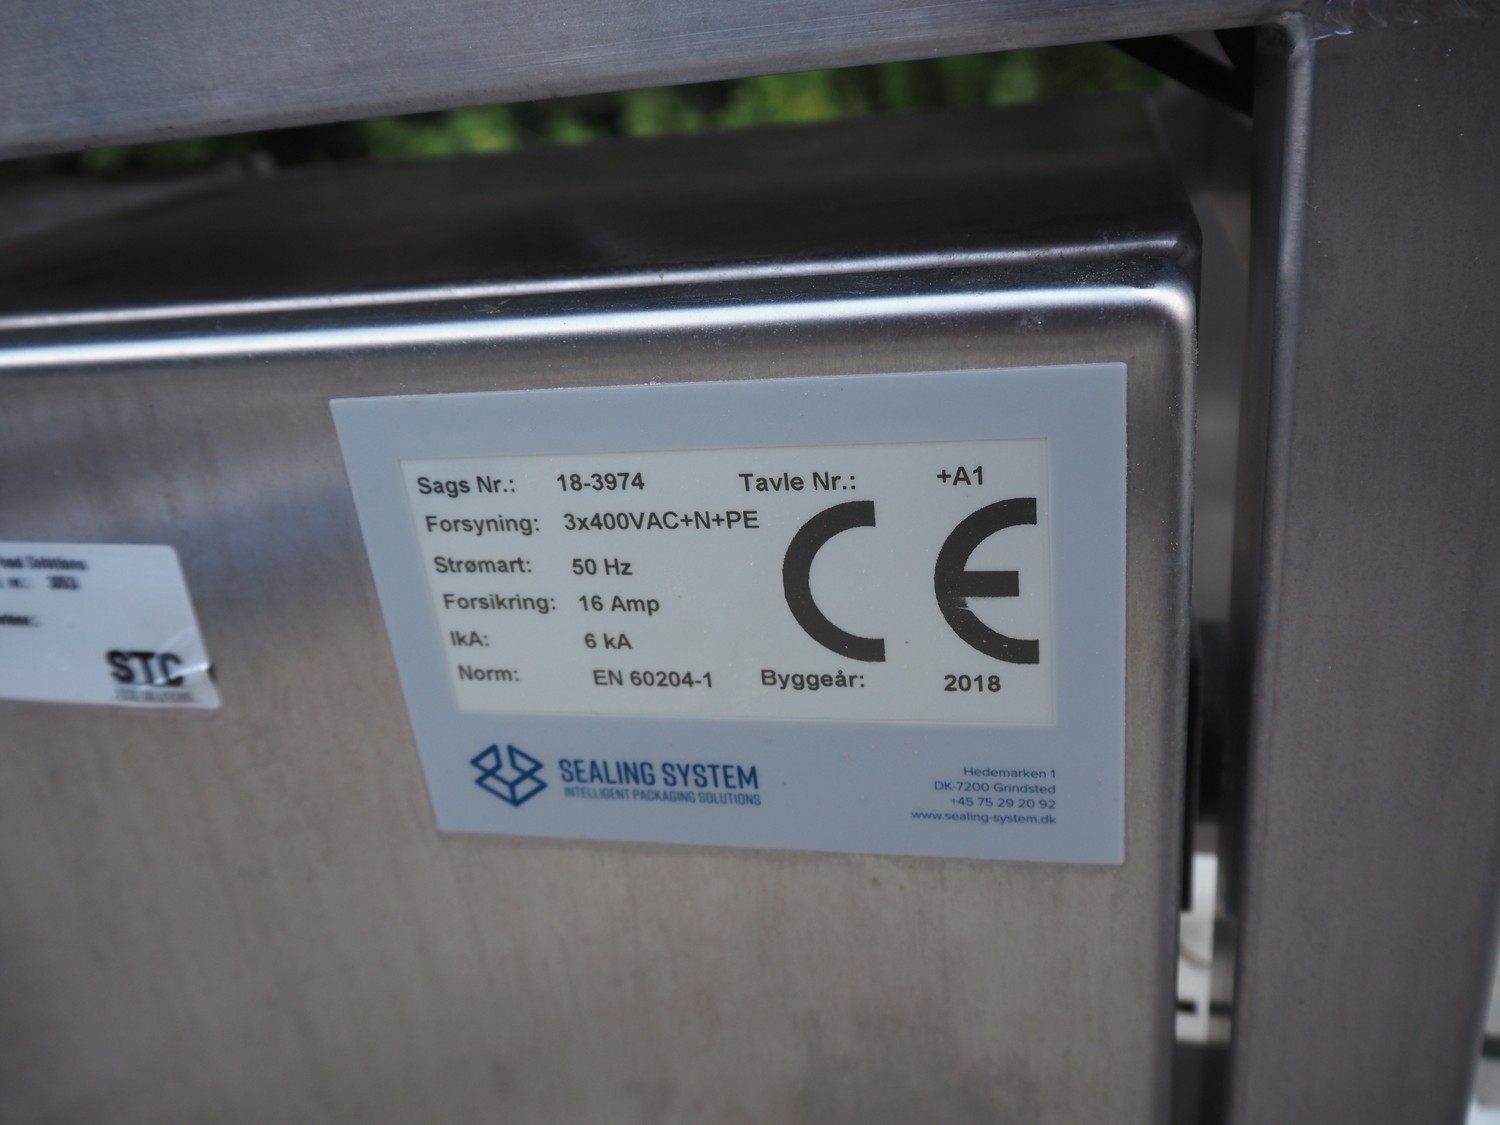 Sags Nr.: 18-3974 Tavle Nr.: +A1
Forsyning: 3x400VAC+N+PE
Strømart: 50 Hz
Forsikring: 16 Amp
IkA: 6 kA
Norm: EN 60204-1 Byggeår: 2018
CE
SEALING SYSTEM
INTELLIGENT PACKAGING SOLUTIONS
Hedemarken 1
DK-7200 Grindsted
+45 75 29 20 92
www.sealing-system.dk
Solutions
nr.:
STC